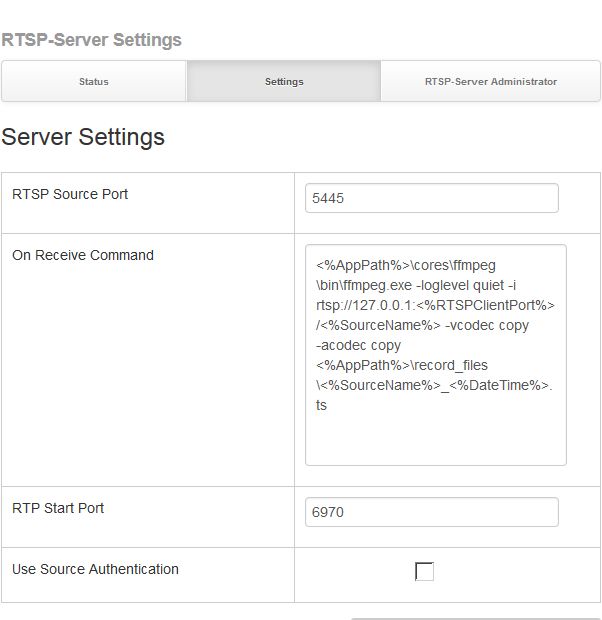 RTSP-Server Settings
Status
Settings
RTSP-Server Administrator
Server Settings
RTSP Source Port
5445
On Receive Command
<%AppPath%>\cores\ffmpeg
\bin\ffmpeg.exe -loglevel quiet -i
rtsp://127.0.0.1:<%RTSPClientPort%>
/<%SourceName%> -vcodec copy
-acodec copy
<%AppPath%>\record_files
\<%SourceName%>_<%DateTime%>.
ts
RTP Start Port
6970
Use Source Authentication